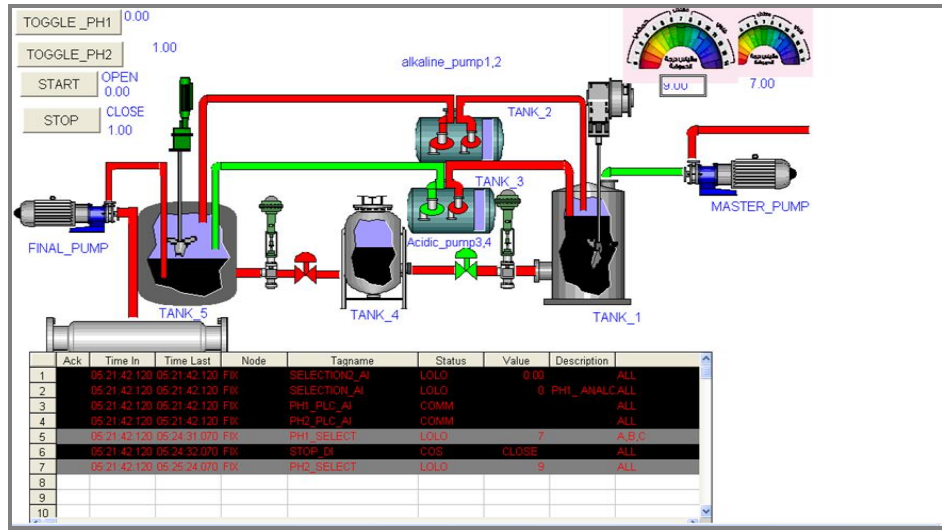 TOGGLE_PH1 0.00
TOGGLE_PH2 1.00
START OPEN
0.00
STOP CLOSE
1.00
alkaline_pump1,2
9.00 7.00
TANK_2
TANK_3
MASTER_PUMP
FINAL_PUMP
Acidic_pump3,4
TANK_5
TANK_4
TANK_1
Ack Time In Time Last Node Tagname Status Value Description
1 05:21:42.120 05:21:42.120 FIX SELECTION2_AI LOLO 0.00 ALL
2 05:21:42.120 05:21:42.120 FIX SELECTION_AI LOLO 0 PH1_ ANALC ALL
3 05:21:42.120 05:21:42.120 FIX PH1_PLC_AI COMM ALL
4 05:21:42.120 05:21:42.120 FIX PH2_PLC_AI COMM ALL
5 05:21:42.120 05:24:31.070 FIX PH1_SELECT LOLO 7 A,B,C
6 05:21:42.120 05:24:32.070 FIX STOP_DI COS CLOSE ALL
7 05:21:42.120 05:25:24.070 FIX PH2_SELECT LOLO 9 ALL
8
9
10